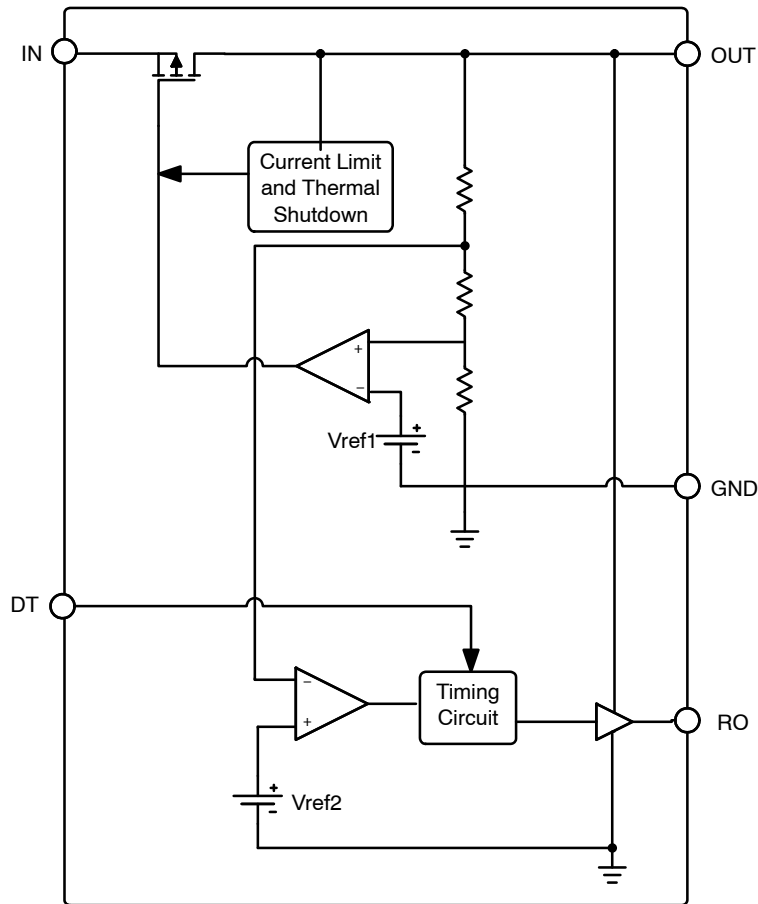 IN
OUT
Current Limit
and Thermal
Shutdown
+
−
Vref1
+
-
GND
DT
−
+
Timing
Circuit
RO
+
-
Vref2